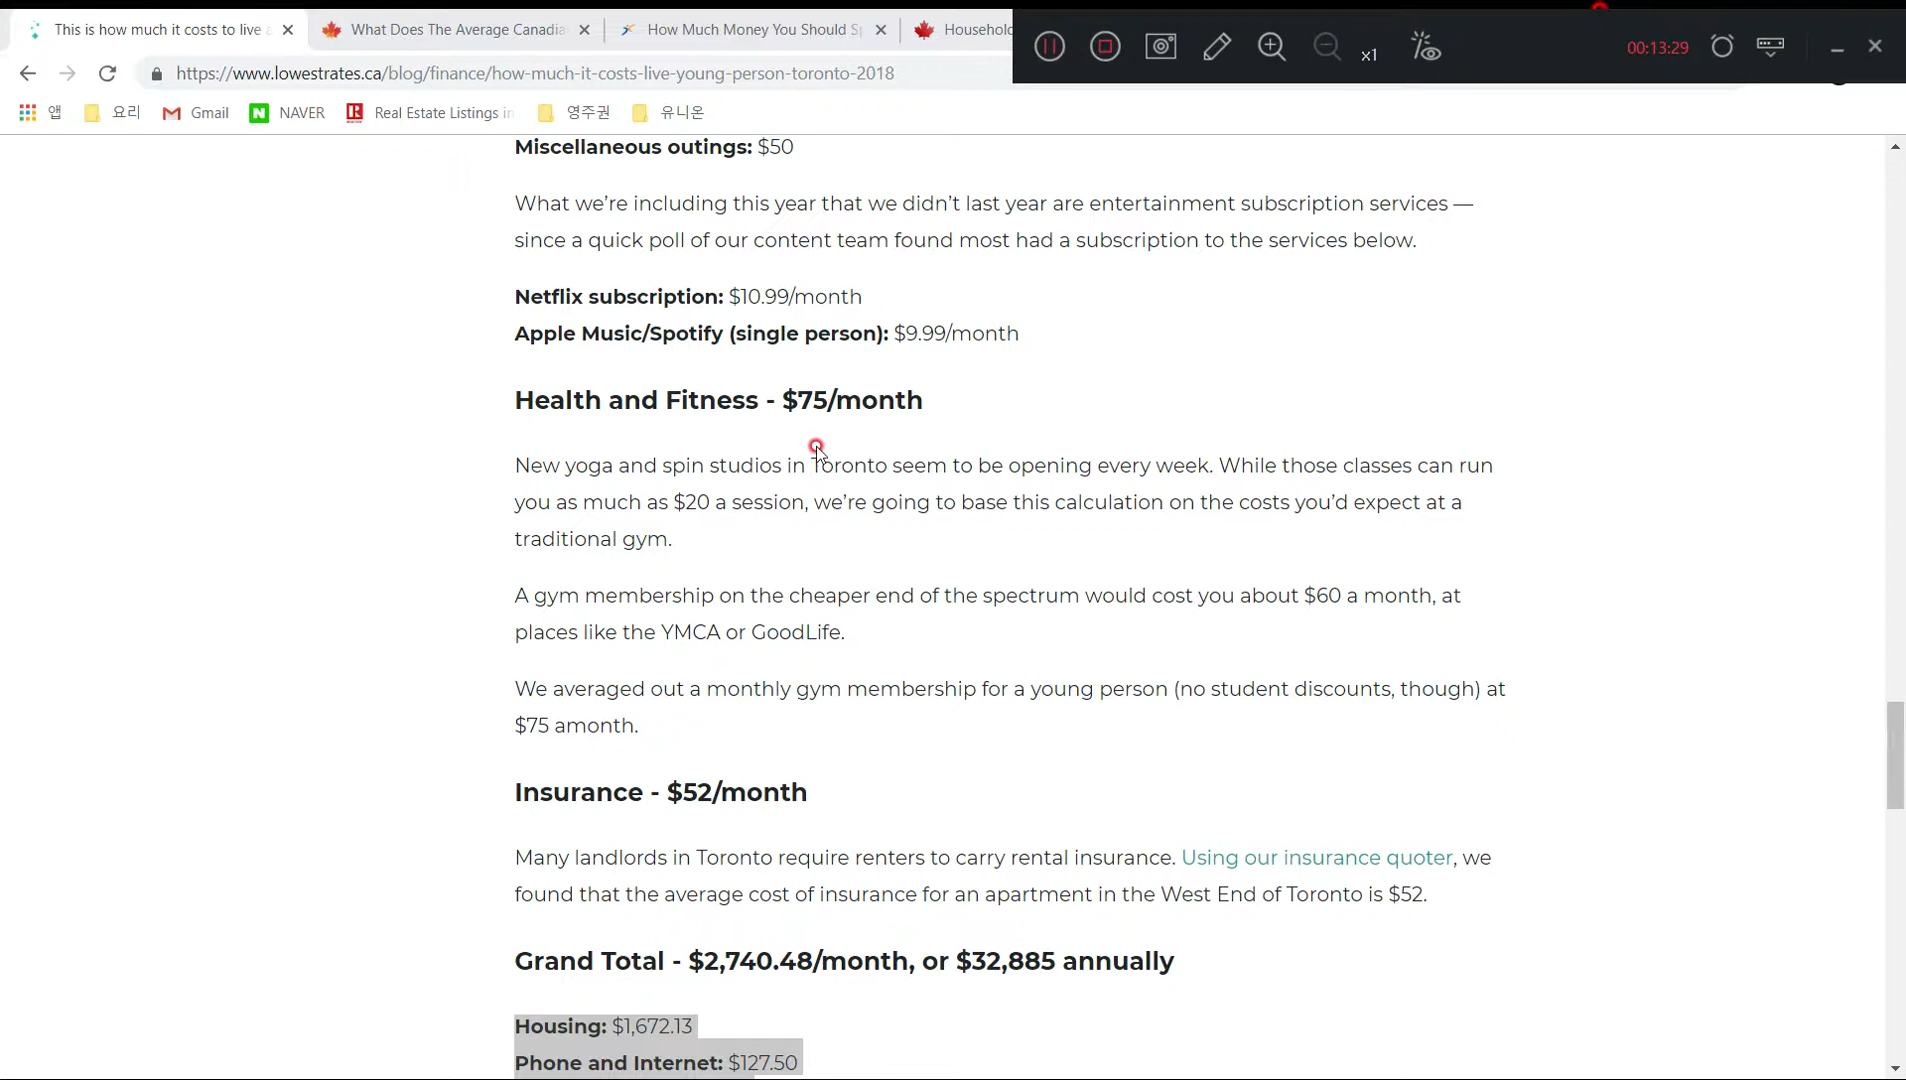 This is how much it costs to live a
What Does The Average Canadia
How Much Money You Should Sp
Househol
x1
00:13:29
https://www.lowestrates.ca/blog/finance/how-much-it-costs-live-young-person-toronto-2018
앱
요리
Gmail
NAVER
Real Estate Listings in
영주권
유니온
Miscellaneous outings: $50
What we’re including this year that we didn’t last year are entertainment subscription services —
since a quick poll of our content team found most had a subscription to the services below.
Netflix subscription: $10.99/month
Apple Music/Spotify (single person): $9.99/month
Health and Fitness - $75/month
New yoga and spin studios in Toronto seem to be opening every week. While those classes can run
you as much as $20 a session, we’re going to base this calculation on the costs you’d expect at a
traditional gym.
A gym membership on the cheaper end of the spectrum would cost you about $60 a month, at
places like the YMCA or GoodLife.
We averaged out a monthly gym membership for a young person (no student discounts, though) at
$75 amonth.
Insurance - $52/month
Many landlords in Toronto require renters to carry rental insurance. Using our insurance quoter, we
found that the average cost of insurance for an apartment in the West End of Toronto is $52.
Grand Total - $2,740.48/month, or $32,885 annually
Housing: $1,672.13
Phone and Internet: $127.50